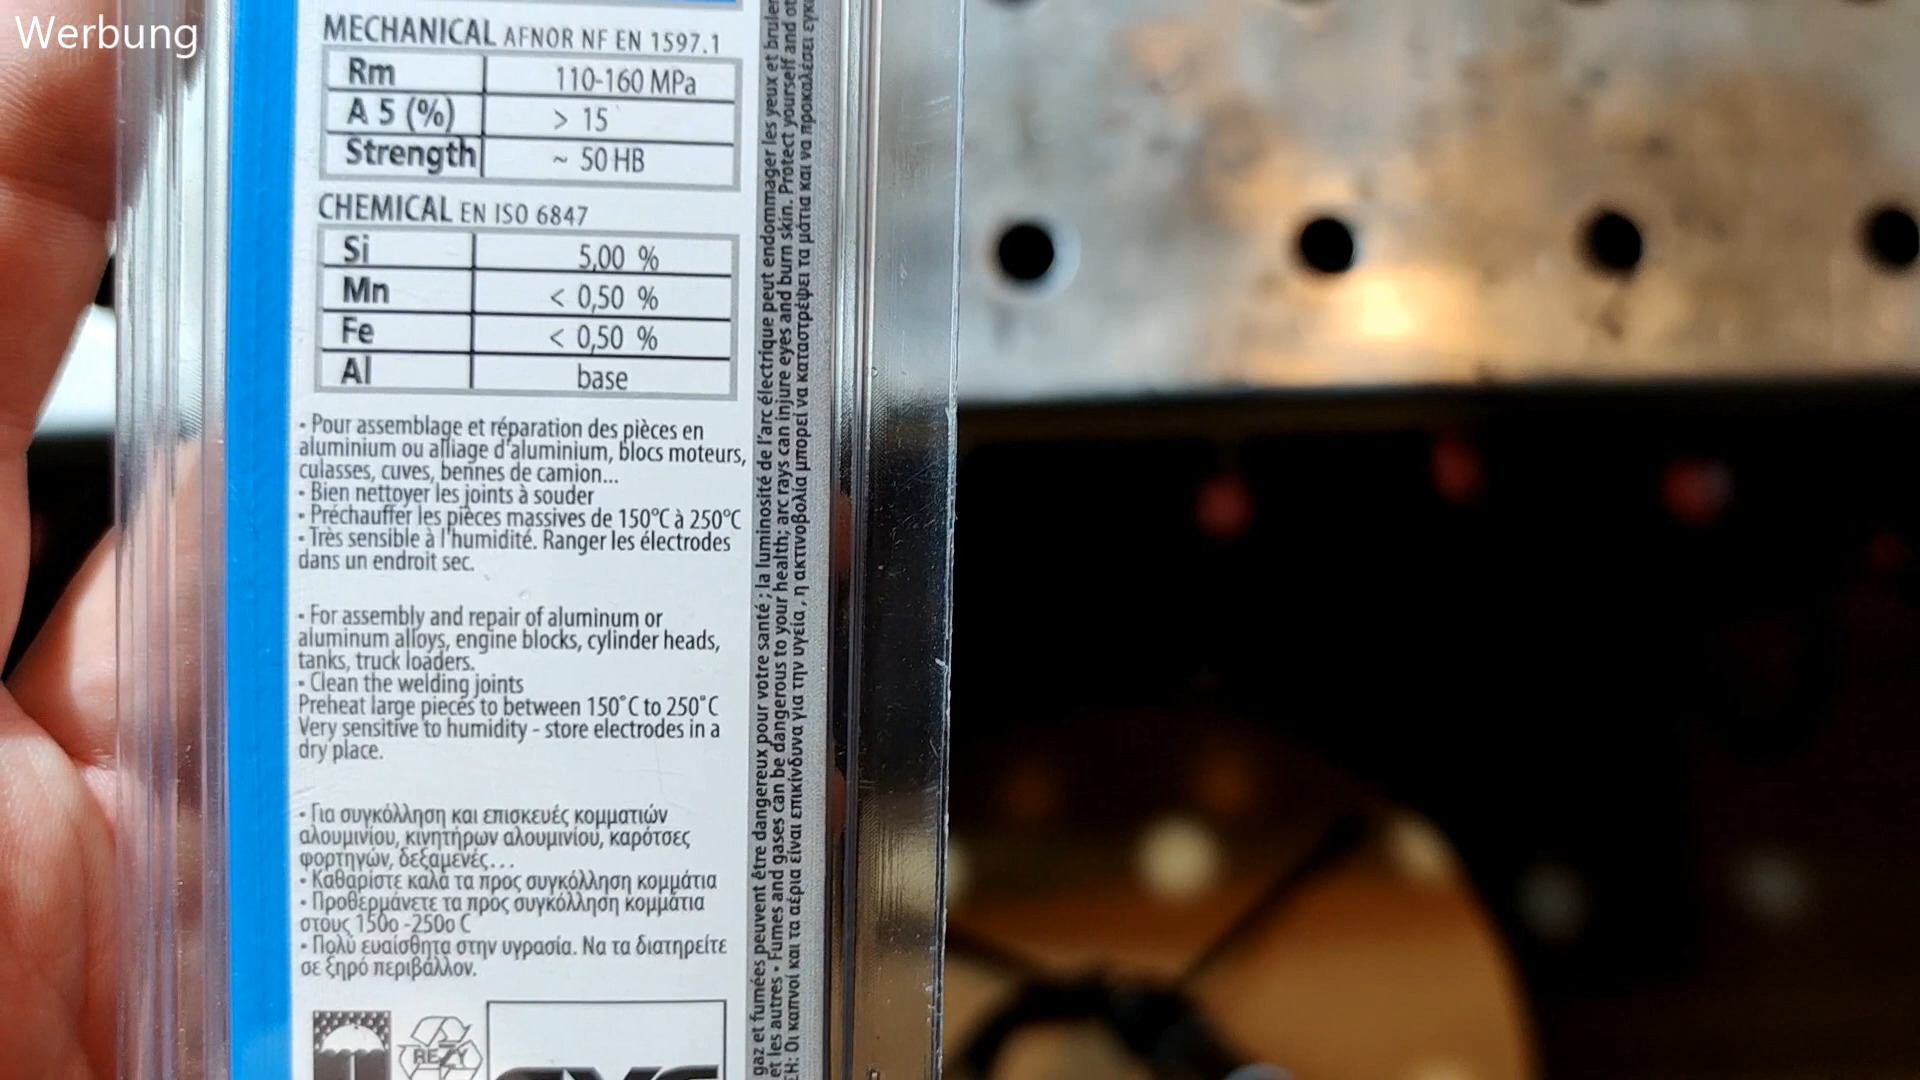 Werbung
MECHANICAL AFNOR NF EN 1597.1
Rm 110-160 MPa
A 5 (%) > 15
Strength ~ 50 HB
CHEMICAL EN ISO 6847
Si 5,00 %
Mn < 0,50 %
Fe < 0,50 %
Al base
• Pour assemblage et réparation des pièces en
aluminium ou alliage d'aluminium, blocs moteurs,
culasses, cuves, bennes de camion...
• Bien nettoyer les joints à souder
• Préchauffer les pièces massives de 150°C à 250°C
• Très sensible à l'humidité. Ranger les électrodes
dans un endroit sec.
• For assembly and repair of aluminum or
aluminum alloys, engine blocks, cylinder heads,
tanks, truck loaders.
• Clean the welding joints
Preheat large pieces to between 150°C to 250°C
Very sensitive to humidity - store electrodes in a
dry place.
• Για συγκόλληση και επισκευές κομματιών
αλουμινίου, κινητήρων αλουμινίου, καρότσες
φορτηγών, δεξαμενές…
• Καθαρίστε καλά τα προς συγκόλληση κομμάτια
• Προθερμάνετε τα προς συγκόλληση κομμάτια
στους 150ο -250ο C
• Πολύ ευαίσθητα στην υγρασία. Να τα διατηρείτε
σε ξηρό περιβάλλον.
REZY
gaz et fumées peuvent être dangereux pour votre santé ; la luminosité de l'arc électrique peut endommager les yeux et bruler
et les autres • Fumes and gases can be dangerous to your health; arc rays can injure eyes and burn skin. Protect yourself and
Οι καπνοί και τα αέρια είναι επικίνδυνα για την υγεία , η ακτινοβολία μπορεί να καταστρέψει τα μάτια και να προκαλέσει